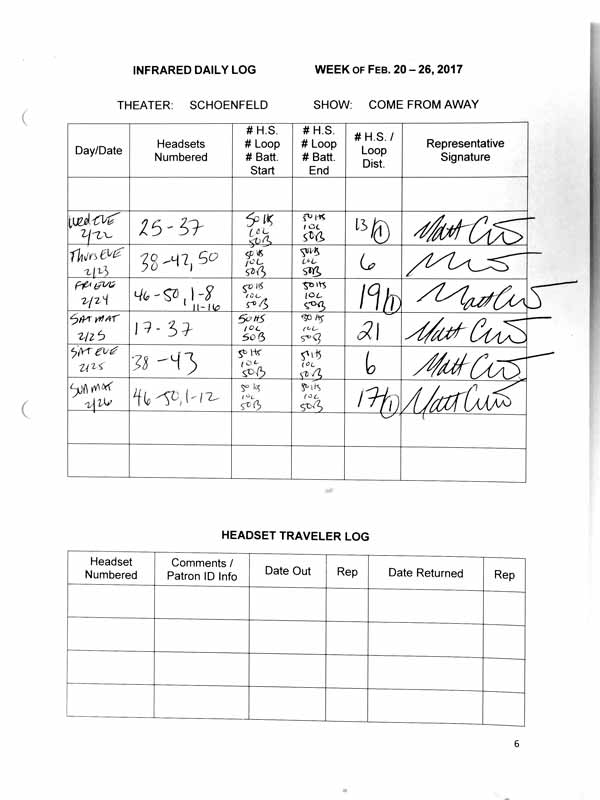 INFRARED DAILY LOG WEEK OF FEB. 20 – 26, 2017
THEATER: SCHOENFELD SHOW: COME FROM AWAY
Day/Date Headsets Numbered # H.S. # Loop # Batt. Start # H.S. # Loop # Batt. End # H.S. / Loop Dist. Representative Signature
Wed EVE 2/22 25-37 50 HS 10L 50B 50 HS 10L 50B 13/1 Matt
Thurs EVE 2/23 38-42, 50 50 HS 10L 50B 50 HS 10L 50B 6
FRI EVE 2/24 46-50, 1-8 11-16 50 HS 10L 50B 50 HS 10L 50B 19/1 Matt
SAT MAT 2/25 17-37 50 HS 10L 50B 50 HS 10L 50B 21 Matt
SAT EVE 2/25 38-43 50 HS 10L 50B 50 HS 10L 50B 6 Matt
SUN MAT 2/26 46-50, 1-12 50 HS 10L 50B 50 HS 10L 50B 17/1 Matt
HEADSET TRAVELER LOG
Headset Numbered Comments / Patron ID Info Date Out Rep Date Returned Rep
6